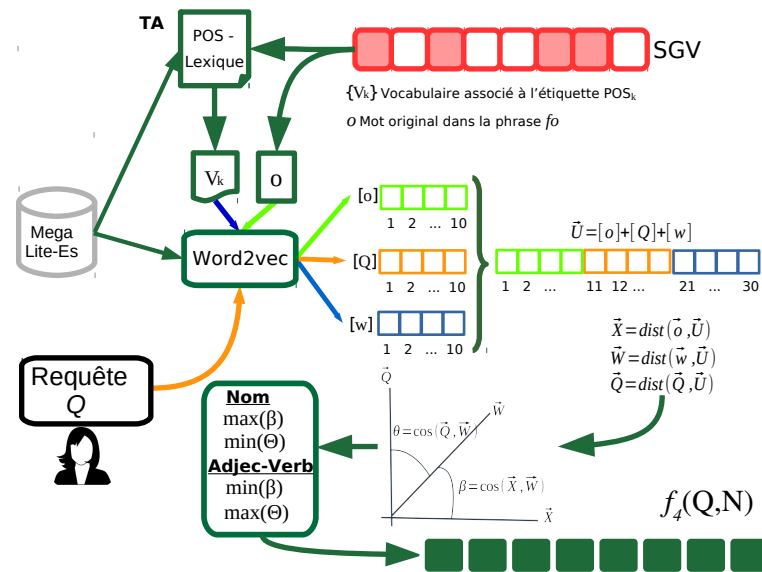 TA
POS -
Lexique
SGV
{Vk} Vocabulaire associé à l'étiquette POSk
o Mot original dans la phrase fo
Vk
o
Mega
Lite-Es
Word2vec
[o]
1 2 ... 10
[Q]
1 2 ... 10
[w]
1 2 ... 10
U⃗=[o]+[Q]+[w]
1 2 ... 11 12 ... 21 ... 30
X⃗=dist(o⃗,U⃗)
W⃗=dist(w⃗,U⃗)
Q⃗=dist(Q⃗,U⃗)
Requête
Q
Nom
max(β)
min(Θ)
Adjec-Verb
min(β)
max(Θ)
Q⃗
W⃗
θ=cos(Q⃗,W⃗)
β=cos(X⃗,W⃗)
X⃗
f4(Q,N)